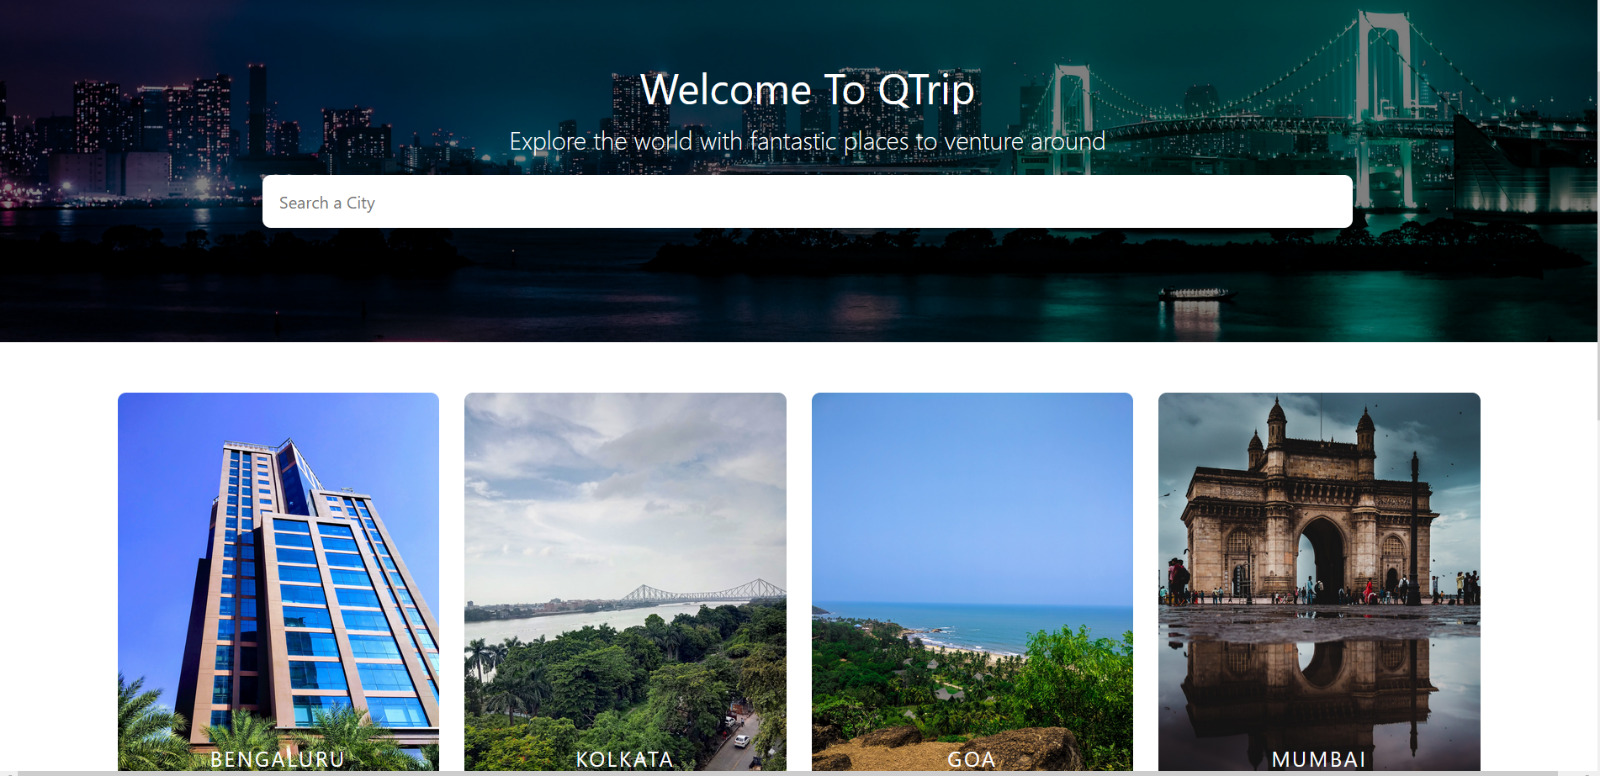 Welcome To QTrip
Explore the world with fantastic places to venture around
Search a City
BENGALURU
KOLKATA
GOA
MUMBAI